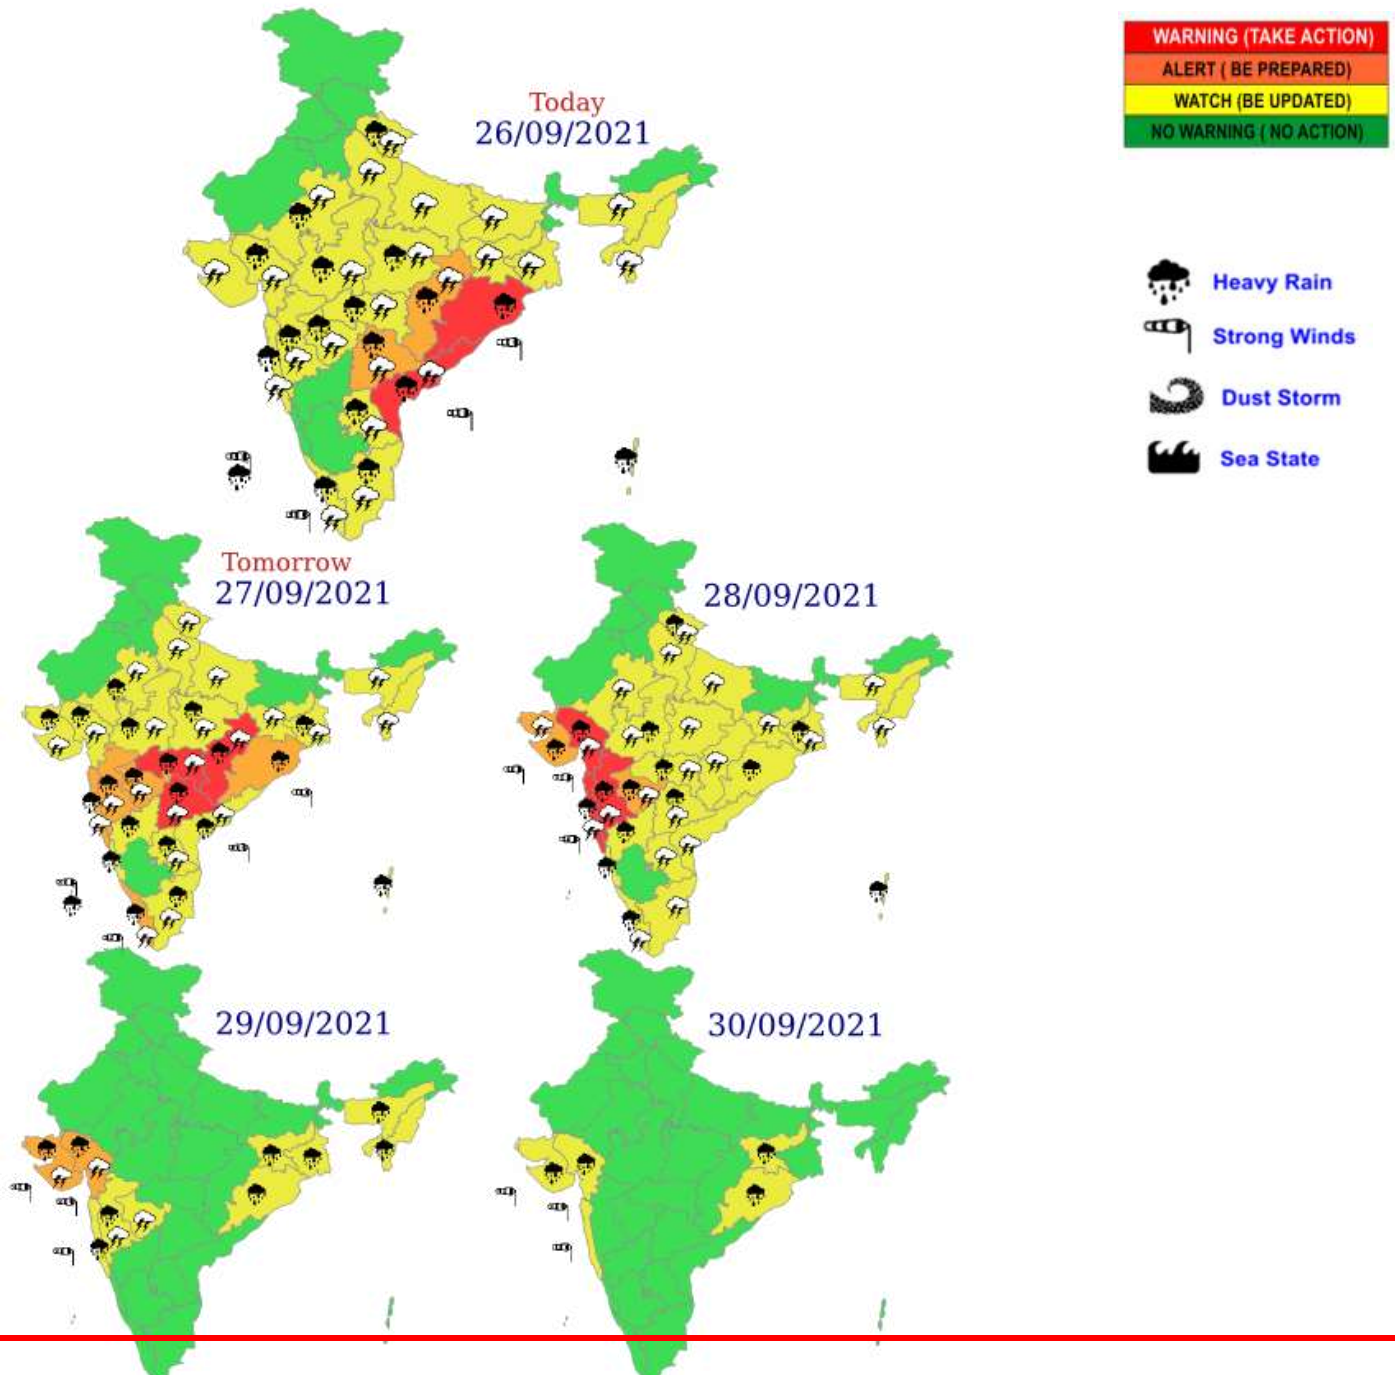 Today
26/09/2021
WARNING (TAKE ACTION)
ALERT ( BE PREPARED)
WATCH (BE UPDATED)
NO WARNING ( NO ACTION)
Heavy Rain
Strong Winds
Dust Storm
Sea State
Tomorrow
27/09/2021
28/09/2021
29/09/2021
30/09/2021